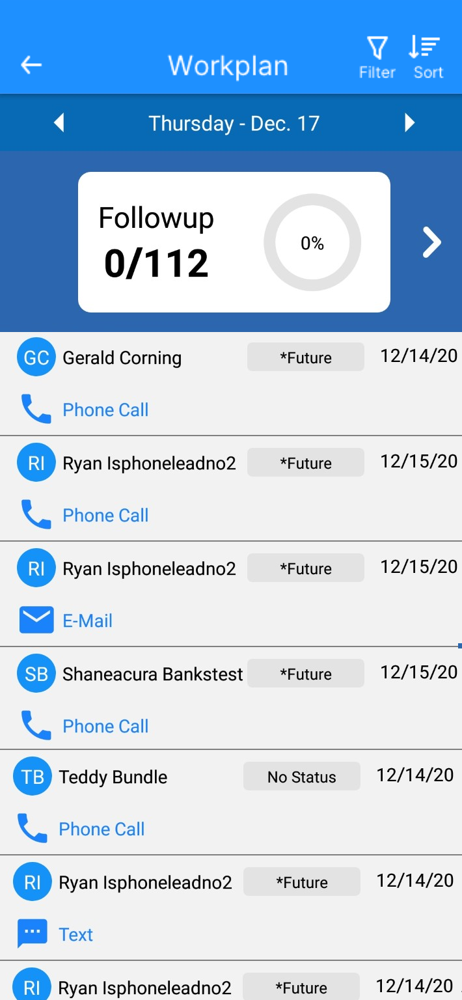 Workplan
Filter Sort
Thursday - Dec. 17
Followup
0/112
0%
GC Gerald Corning *Future 12/14/20
Phone Call
RI Ryan Isphoneleadno2 *Future 12/15/20
Phone Call
RI Ryan Isphoneleadno2 *Future 12/15/20
E-Mail
SB Shaneacura Bankstest *Future 12/15/20
Phone Call
TB Teddy Bundle No Status 12/14/20
Phone Call
RI Ryan Isphoneleadno2 *Future 12/14/20
Text
RI Ryan Isphoneleadno2 *Future 12/14/20